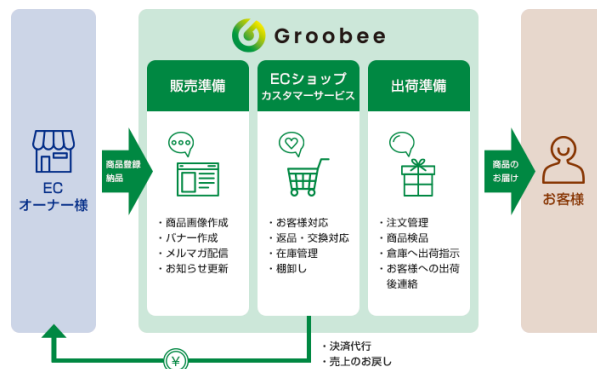 Groobee
販売準備
ECショップ
カスタマーサービス
出荷準備
EC
オーナー様
商品登録
納品
・商品画像作成
・バナー作成
・メルマガ配信
・お知らせ更新
・お客様対応
・返品・交換対応
・在庫管理
・棚卸し
・注文管理
・商品検品
・倉庫へ出荷指示
・お客様への出荷
後連絡
商品の
お届け
お客様
¥
・決済代行
・売上のお戻し